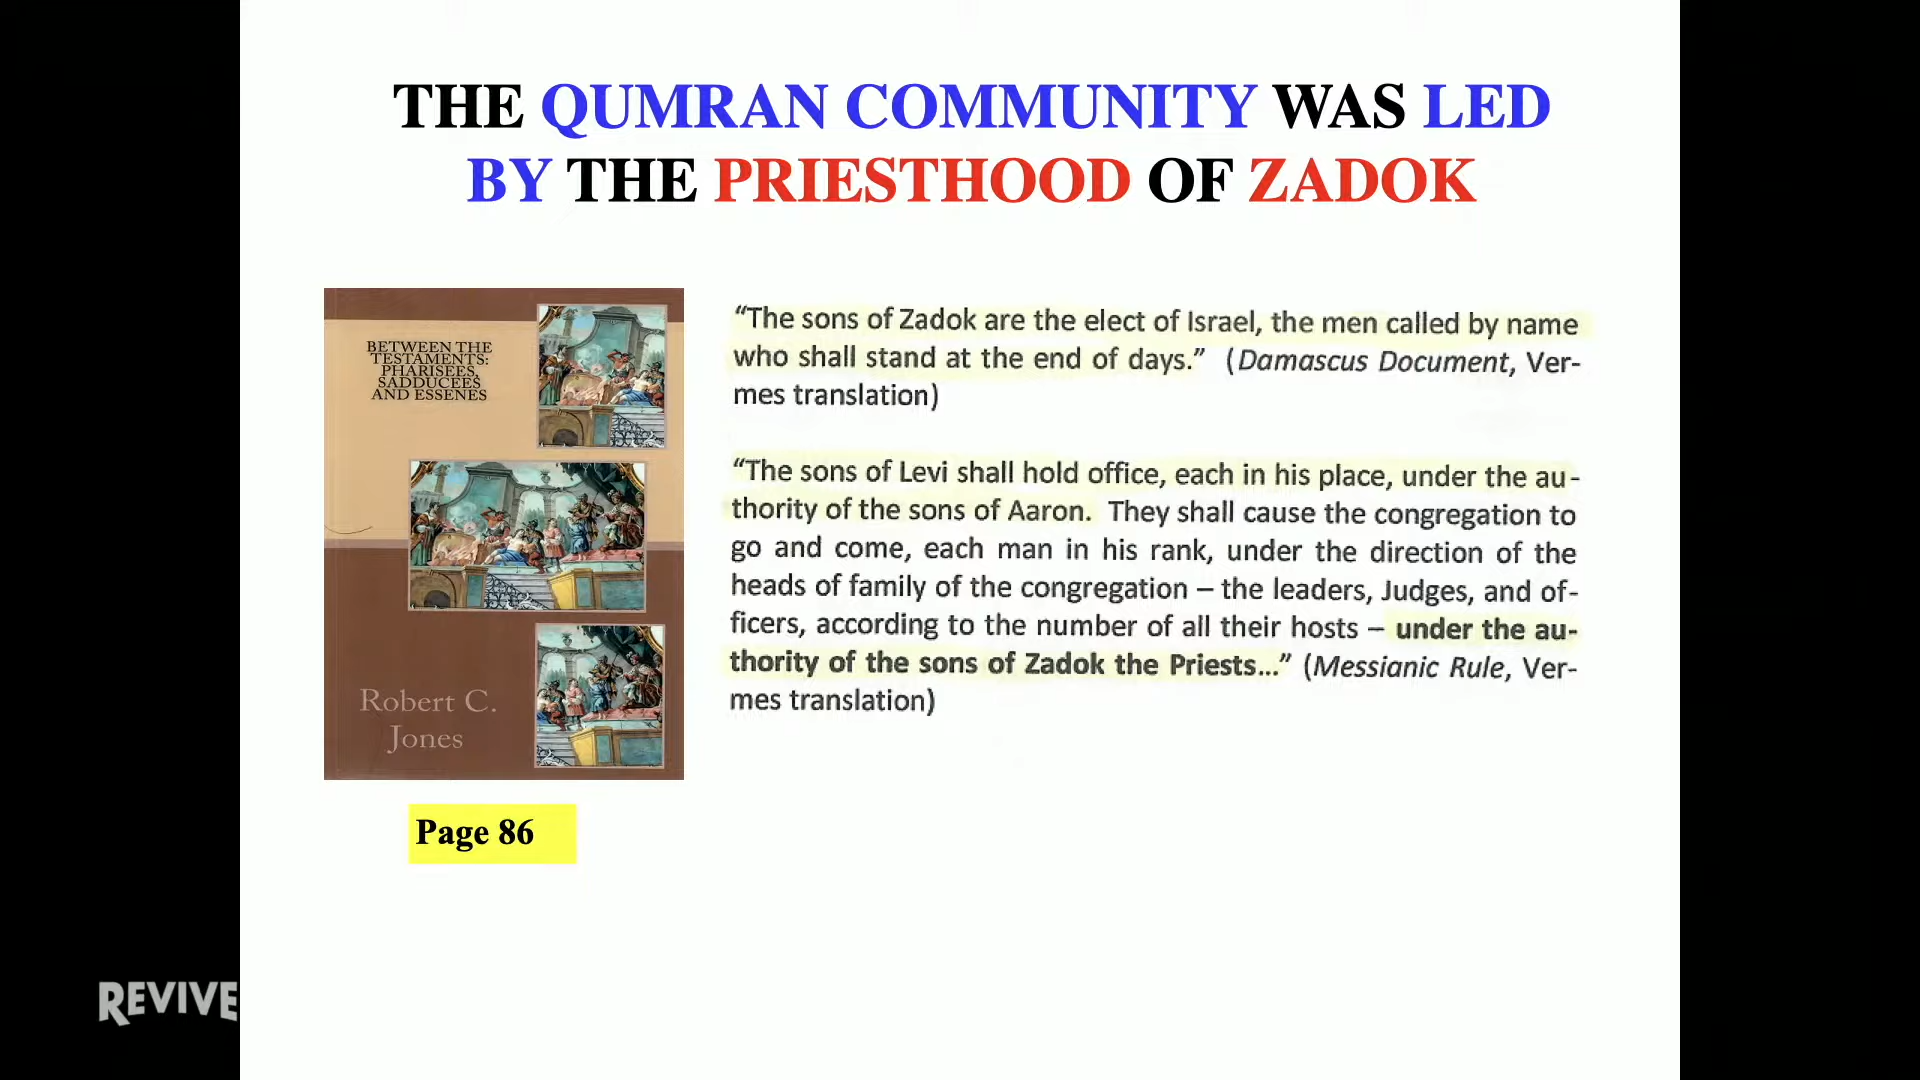 THE QUMRAN COMMUNITY WAS LED
BY THE PRIESTHOOD OF ZADOK
BETWEEN THE
TESTAMENTS:
PHARISEES,
SADDUCEES
AND ESSENES
Robert C.
Jones
Page 86
“The sons of Zadok are the elect of Israel, the men called by name
who shall stand at the end of days.” (Damascus Document, Ver-
mes translation)
“The sons of Levi shall hold office, each in his place, under the au-
thority of the sons of Aaron. They shall cause the congregation to
go and come, each man in his rank, under the direction of the
heads of family of the congregation – the leaders, Judges, and of-
ficers, according to the number of all their hosts – under the au-
thority of the sons of Zadok the Priests...” (Messianic Rule, Ver-
mes translation)
REVIVE